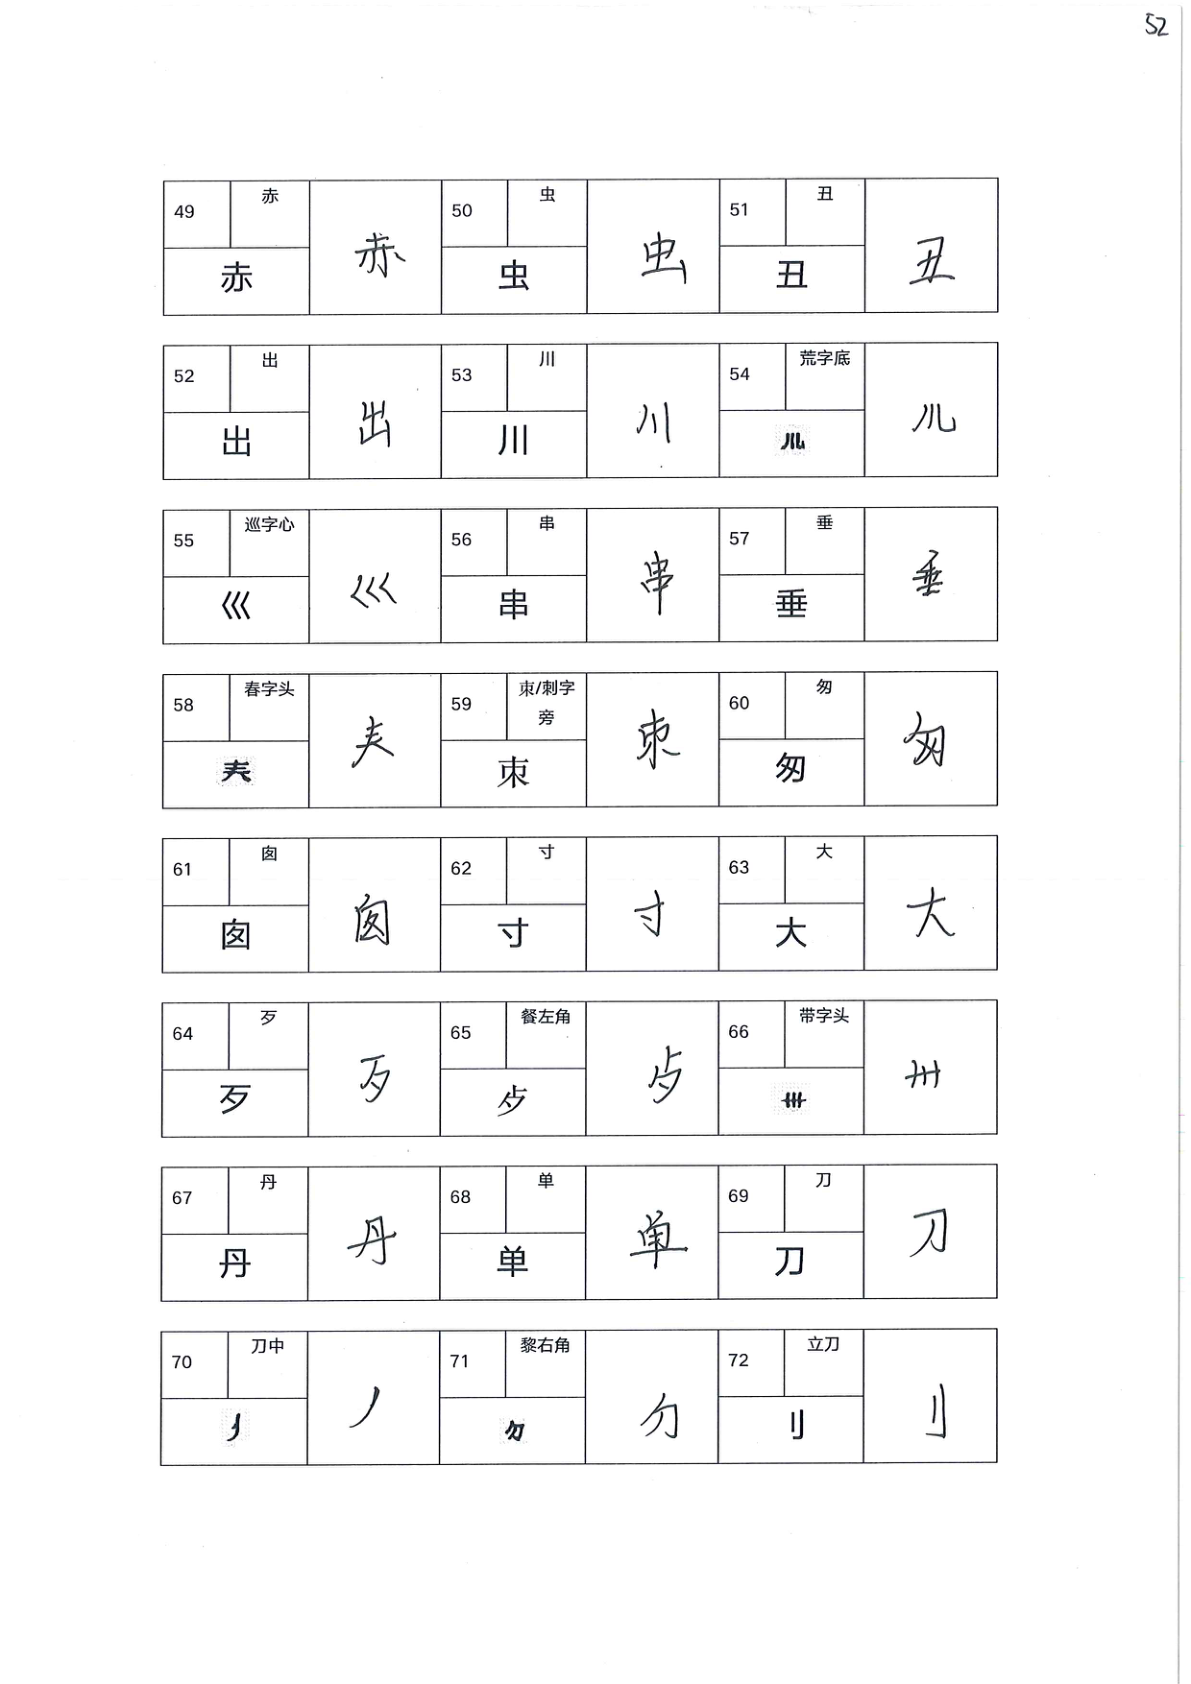 52
49 赤 赤 赤
50 虫 虫 虫
51 丑 丑 丑
52 出 出 出
53 川 川 川
54 荒字底 𠃑 儿
55 巡字心 巛 巛
56 串 串 串
57 垂 垂 垂
58 春字头 𡗗 𡗗
59 朿/刺字旁 朿 朿
60 匆 匆 匆
61 囱 囱 囱
62 寸 寸 寸
63 大 大 大
64 歹 歹 歹
65 餐左角 𣦼 𣦼
66 带字头 卌 卅
67 丹 丹 丹
68 单 单 单
69 刀 刀 刀
70 刀中 丿 丿
71 黎右角 勿 勿
72 立刀 刂 刂